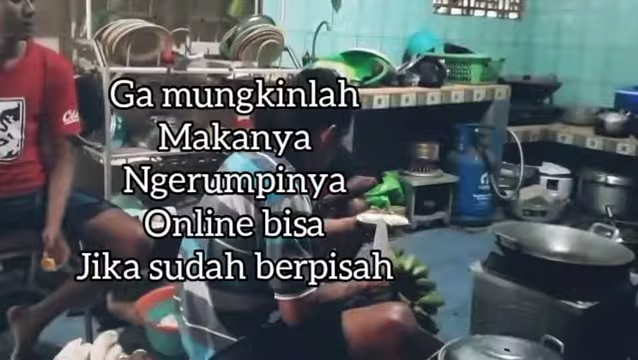 Ga mungkinlah
Makanya
Ngerumpinya
Online bisa
Jika sudah berpisah